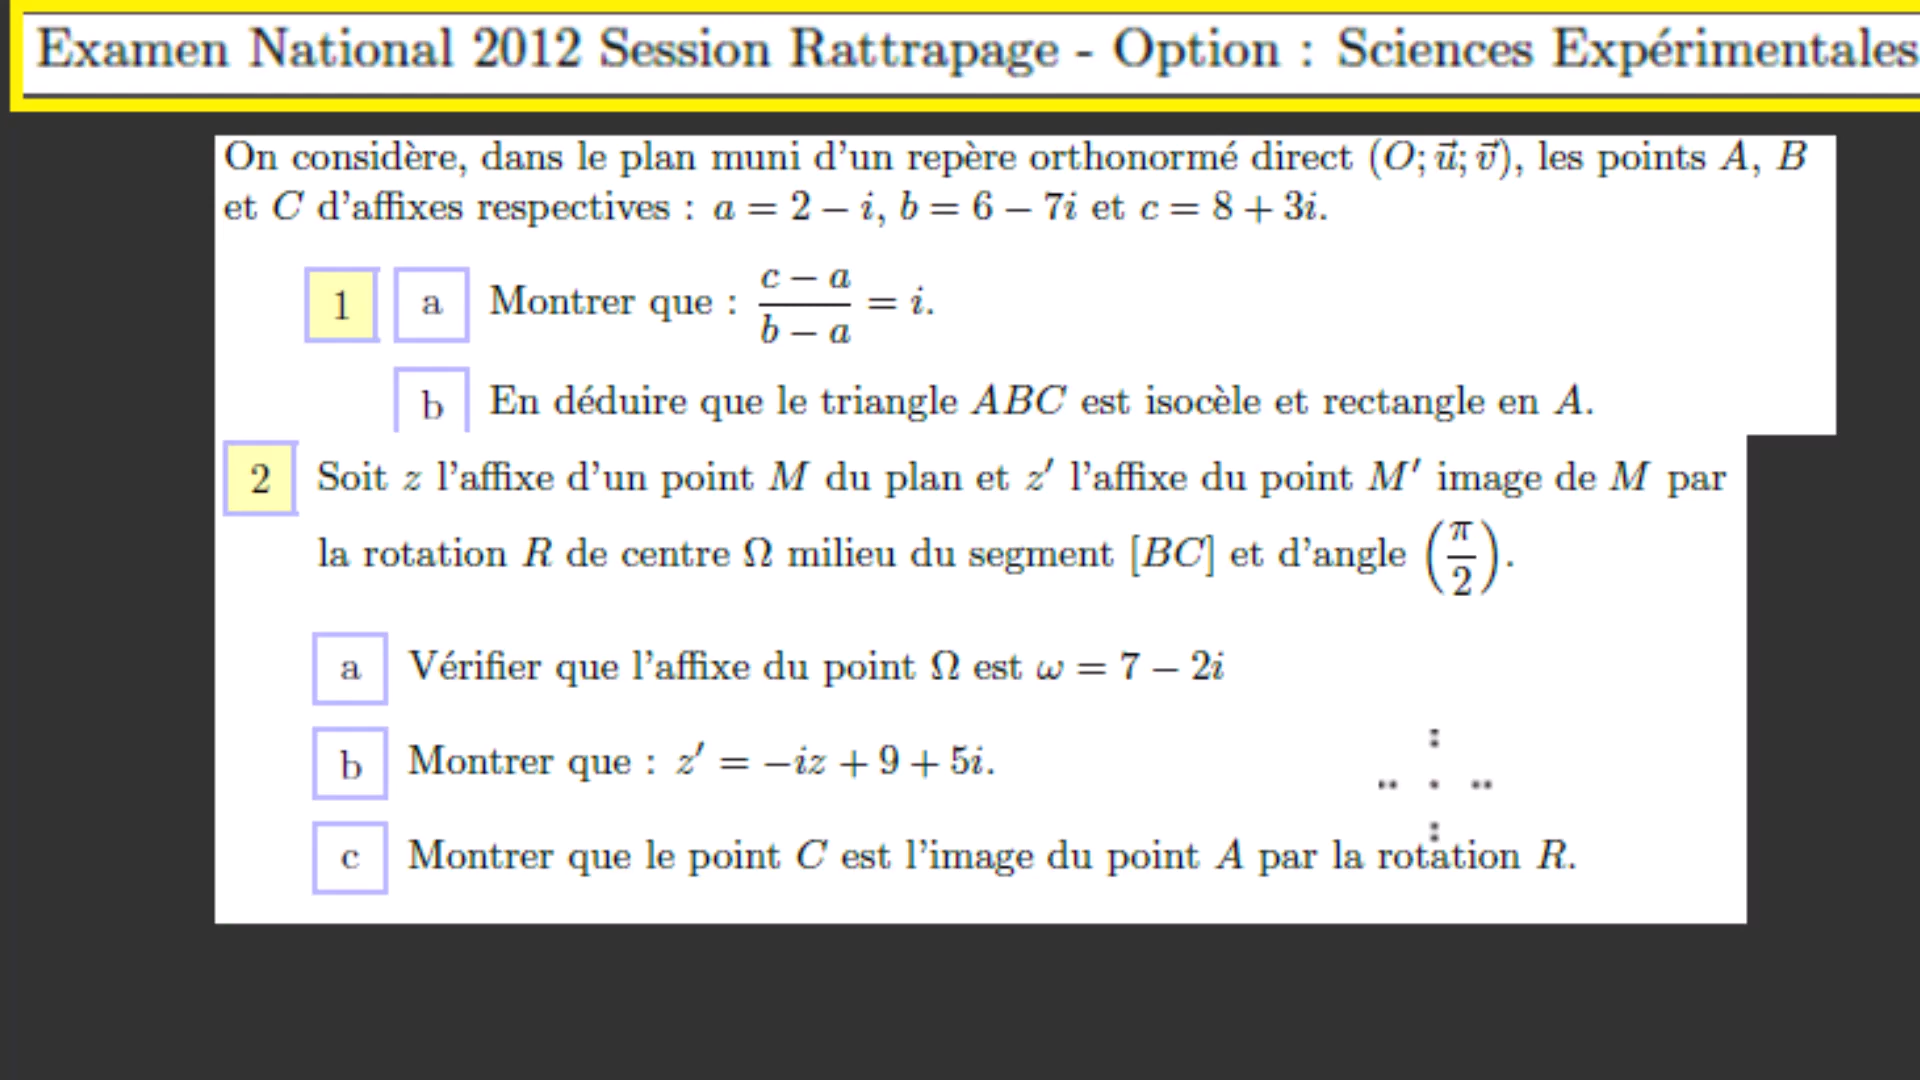 Examen National 2012 Session Rattrapage - Option : Sciences Expérimentales
On considère, dans le plan muni d'un repère orthonormé direct (O; u⃗; v⃗), les points A, B
et C d'affixes respectives : a = 2 − i, b = 6 − 7i et c = 8 + 3i.
1 a Montrer que : (c − a)/(b − a) = i.
b En déduire que le triangle ABC est isocèle et rectangle en A.
2 Soit z l'affixe d'un point M du plan et z′ l'affixe du point M′ image de M par
la rotation R de centre Ω milieu du segment [BC] et d'angle (π/2).
a Vérifier que l'affixe du point Ω est ω = 7 − 2i
b Montrer que : z′ = −iz + 9 + 5i.
c Montrer que le point C est l'image du point A par la rotation R.